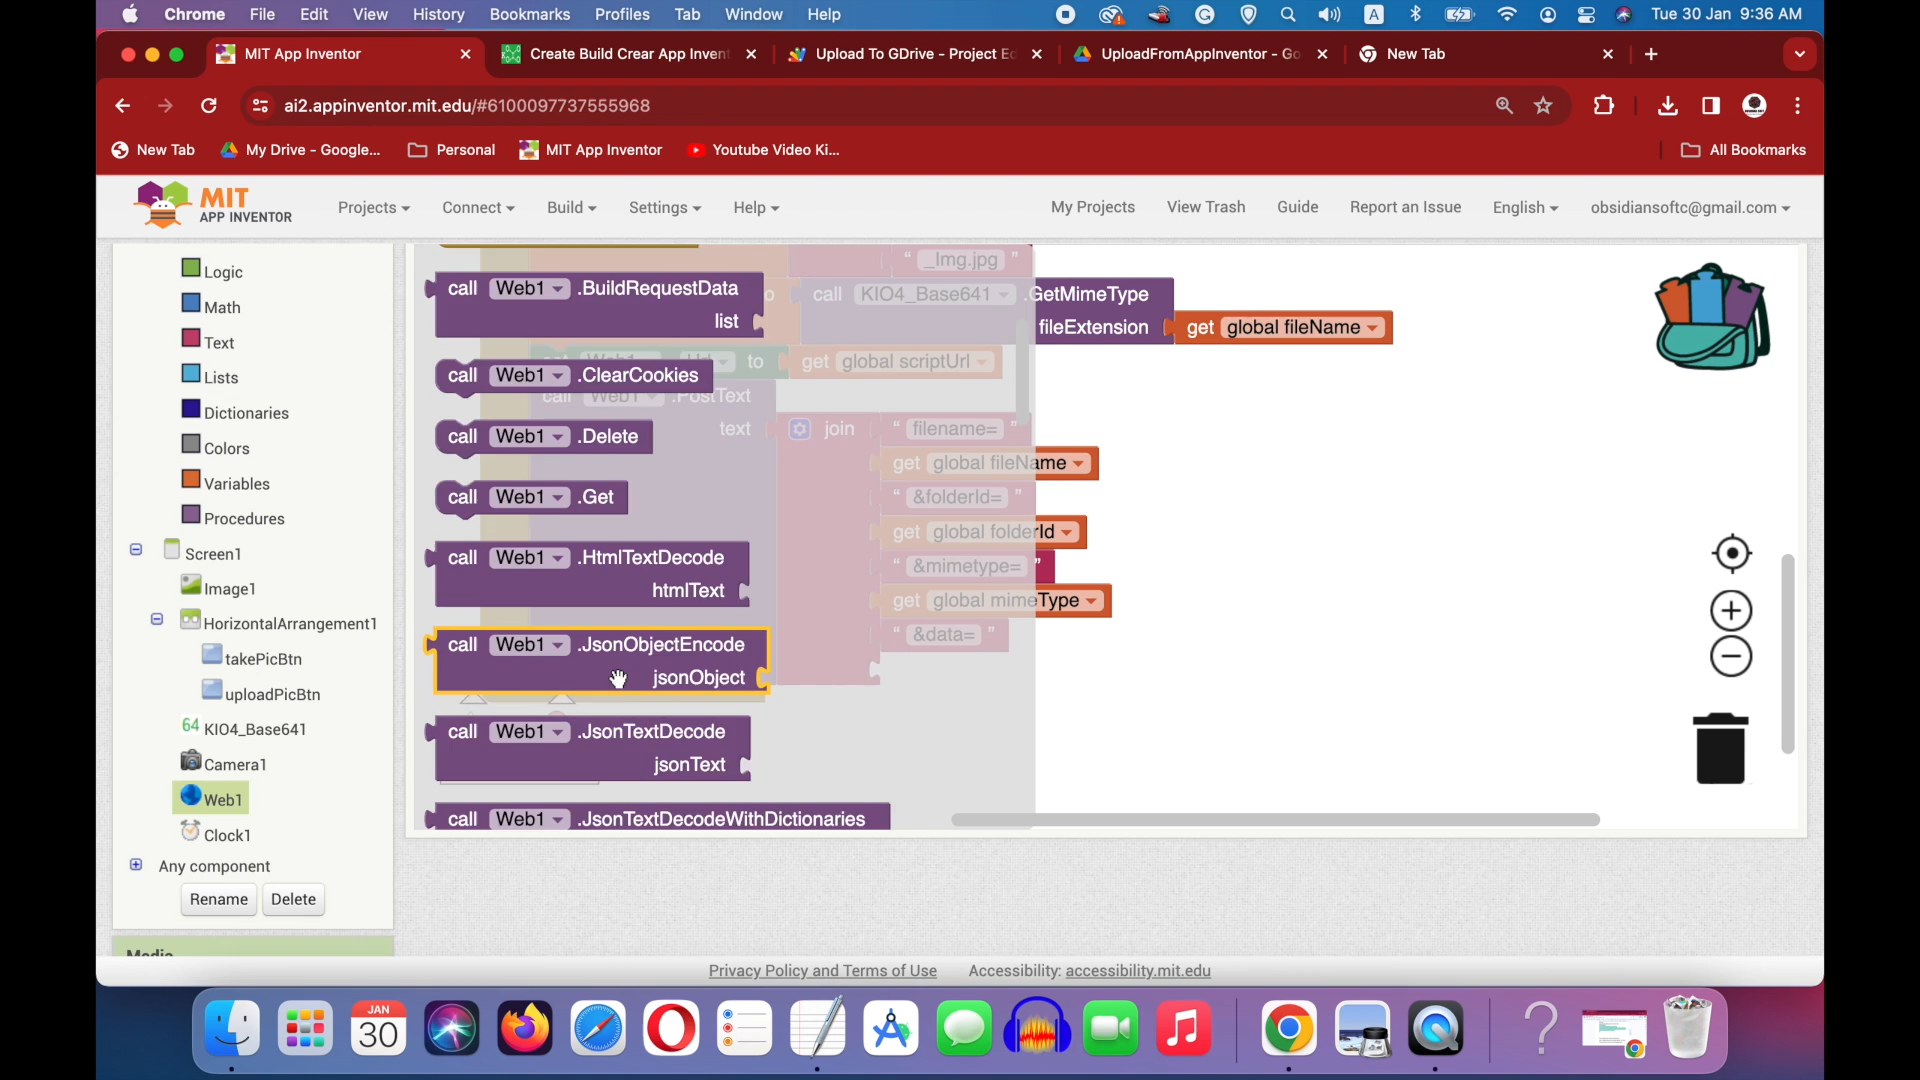 Chrome File Edit View History Bookmarks Profiles Tab Window Help A Tue 30 Jan 9:36 AM
MIT App Inventor Create Build Crear App Invent Upload To GDrive - Project Ed UploadFromAppInventor - Go New Tab
ai2.appinventor.mit.edu/#6100097737555968
New Tab My Drive - Google... Personal MIT App Inventor Youtube Video Ki... All Bookmarks
MIT
APP INVENTOR
Projects Connect Build Settings Help My Projects View Trash Guide Report an Issue English obsidiansoftc@gmail.com
Logic
Math
Text
Lists
Dictionaries
Colors
Variables
Procedures
Screen1
Image1
HorizontalArrangement1
takePicBtn
uploadPicBtn
64 KIO4_Base641
Camera1
Web1
Clock1
Any component
Rename Delete
Media
call Web1 .BuildRequestData
list
call Web1 .ClearCookies
call Web1 .Delete
call Web1 .Get
call Web1 .HtmlTextDecode
htmlText
call Web1 .JsonObjectEncode
jsonObject
call Web1 .JsonTextDecode
jsonText
call Web1 .JsonTextDecodeWithDictionaries
" _Img.jpg "
call KIO4_Base641 .GetMimeType
fileExtension get global fileName
Web1 Url to get global scriptUrl
call Web1 .PostText
text join " filename= "
get global fileName
" &folderId= "
get global folderId
" &mimetype= "
get global mimeType
" &data= "
Privacy Policy and Terms of Use Accessibility: accessibility.mit.edu
JAN
30